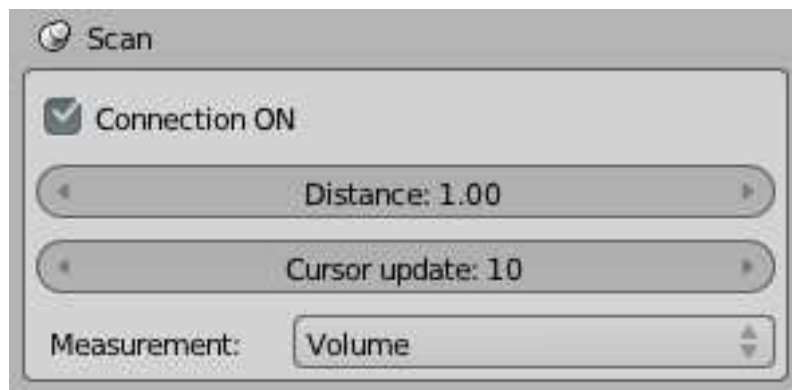 Scan
Connection ON
Distance: 1.00
Cursor update: 10
Measurement: Volume